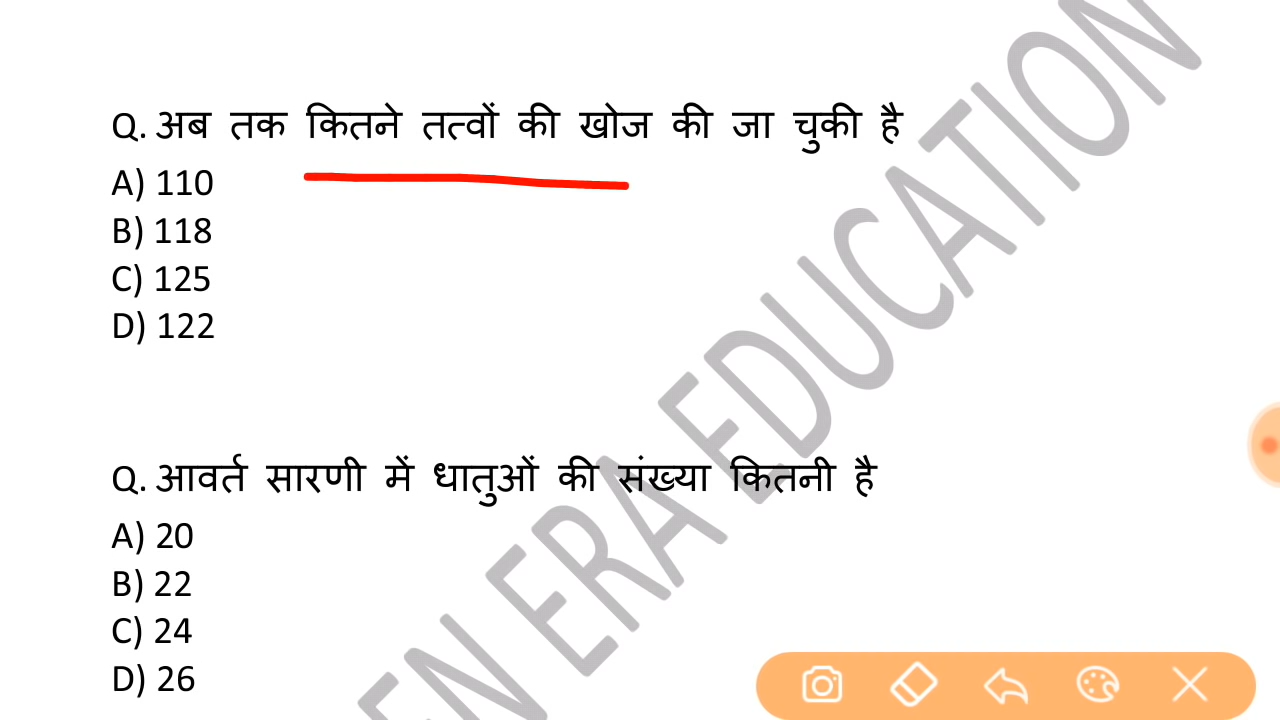 Q. अब तक कितने तत्वों की खोज की जा चुकी है
A) 110
B) 118
C) 125
D) 122
Q. आवर्त सारणी में धातुओं की संख्या कितनी है
A) 20
B) 22
C) 24
D) 26
EN ERA EDUCATION